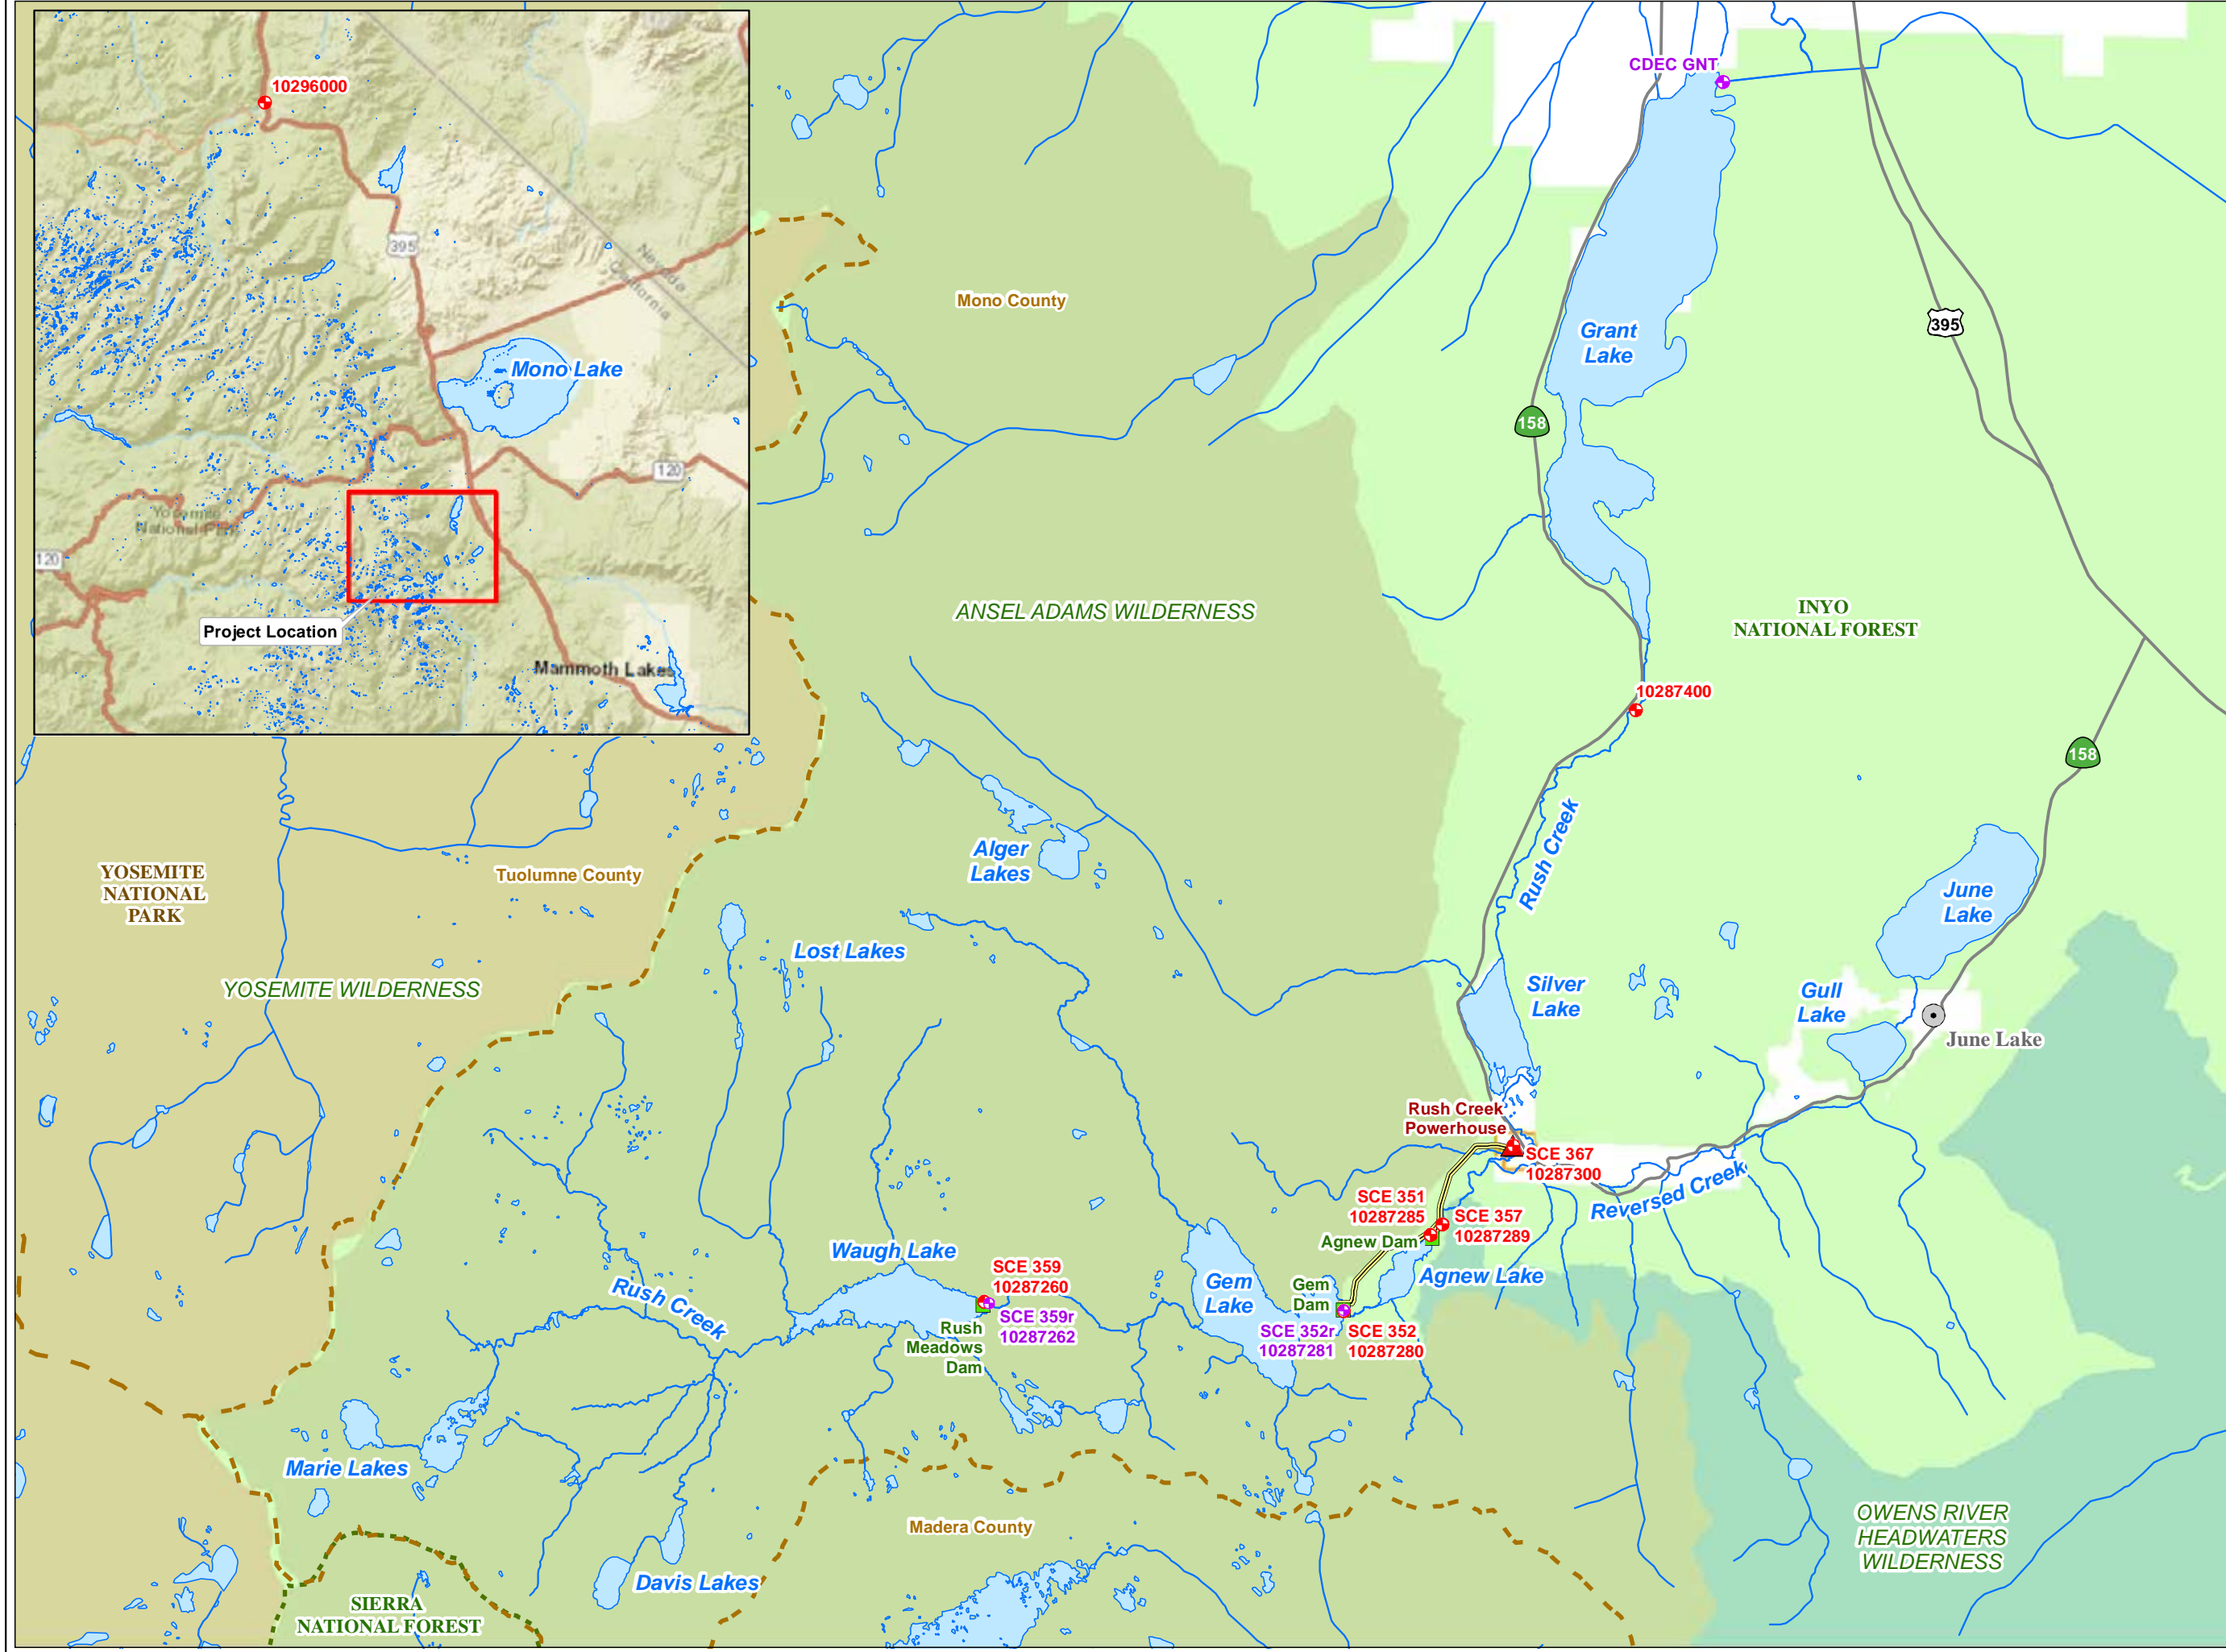 10296000
395
Nevada
California
Mono Lake
120
Yosemite
National Park
120
Project Location
Mammoth Lakes
CDEC GNT
Mono County
Grant
Lake
395
158
ANSEL ADAMS WILDERNESS
INYO
NATIONAL FOREST
10287400
158
Rush Creek
Alger
Lakes
YOSEMITE
NATIONAL
PARK
Tuolumne County
June
Lake
Lost Lakes
YOSEMITE WILDERNESS
Silver
Lake
Gull
Lake
June Lake
Rush Creek
Powerhouse
SCE 367
10287300
Reversed Creek
SCE 351
10287285
SCE 357
10287289
Agnew Dam
Waugh Lake
SCE 359
10287260
Gem
Lake
Gem
Dam
Agnew Lake
Rush Creek
SCE 359r
10287262
Rush
Meadows
Dam
SCE 352r
10287281
SCE 352
10287280
Marie Lakes
Madera County
OWENS RIVER
HEADWATERS
WILDERNESS
Davis Lakes
SIERRA
NATIONAL FOREST